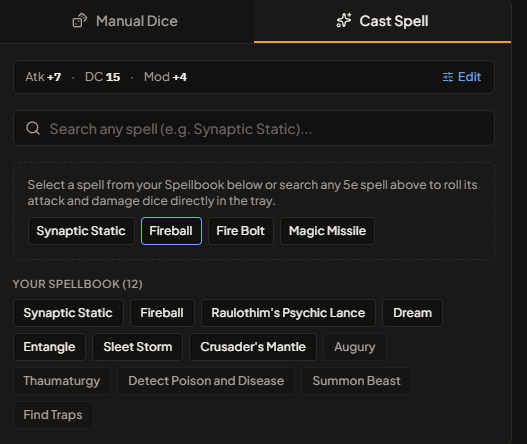 Manual Dice Cast Spell
Atk +7 · DC 15 · Mod +4 Edit
Search any spell (e.g. Synaptic Static)...
Select a spell from your Spellbook below or search any 5e spell above to roll its
attack and damage dice directly in the tray.
Synaptic Static Fireball Fire Bolt Magic Missile
YOUR SPELLBOOK (12)
Synaptic Static Fireball Raulothim's Psychic Lance Dream
Entangle Sleet Storm Crusader's Mantle Augury
Thaumaturgy Detect Poison and Disease Summon Beast
Find Traps